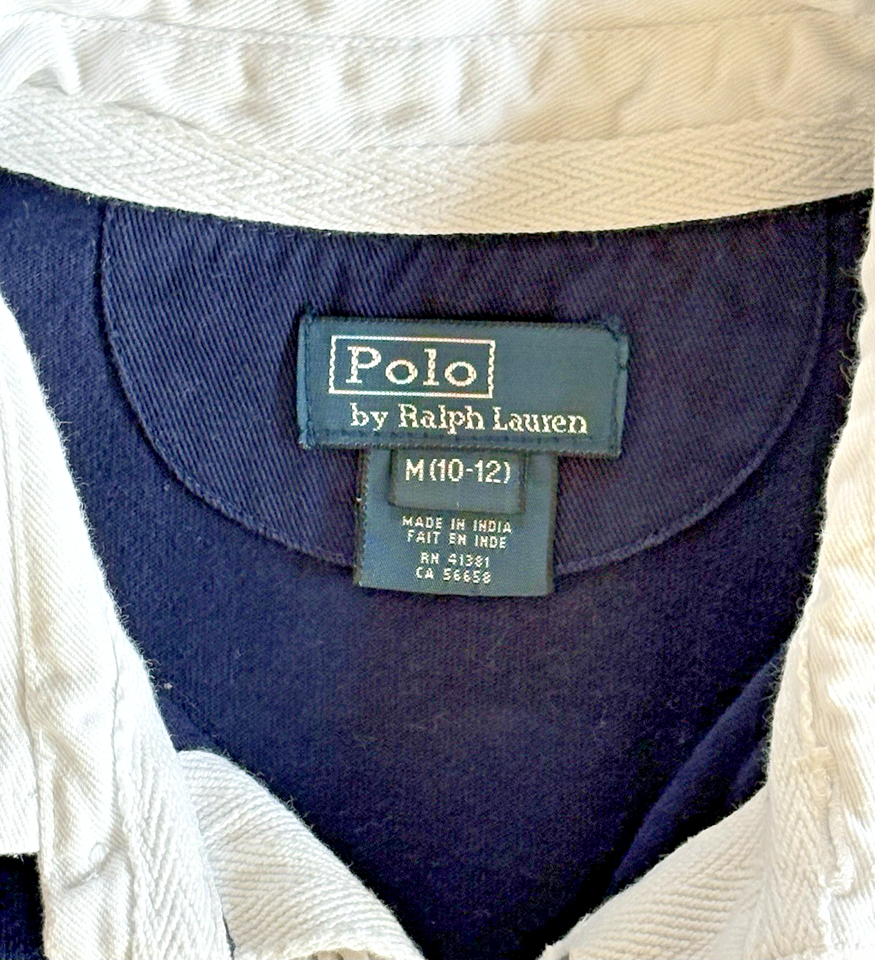 Polo
by Ralph Lauren
M (10-12)
MADE IN INDIA
FAIT EN INDE
RN 41381
CA 56658